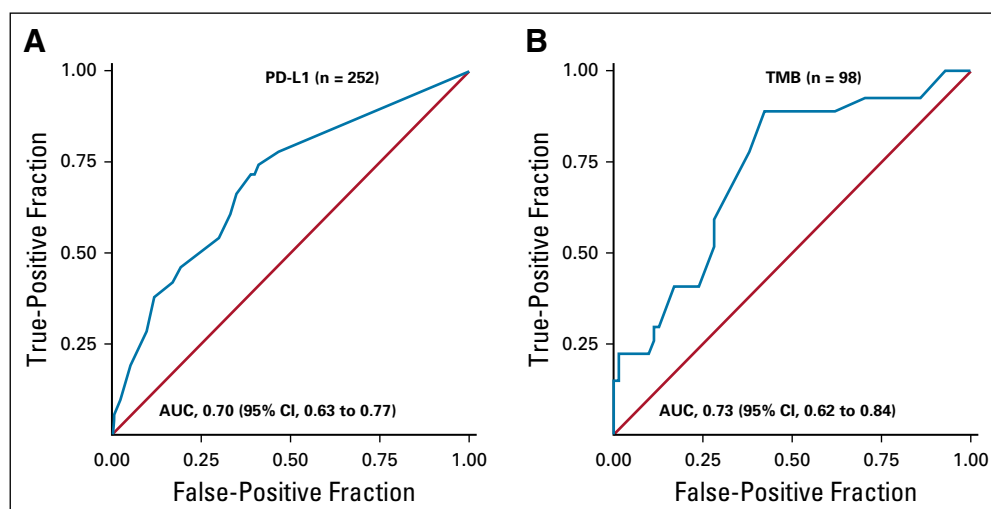 A
PD-L1 (n = 252)
True-Positive Fraction
1.00
0.75
0.50
0.25
AUC, 0.70 (95% CI, 0.63 to 0.77)
0.00 0.25 0.50 0.75 1.00
False-Positive Fraction
B
TMB (n = 98)
True-Positive Fraction
1.00
0.75
0.50
0.25
AUC, 0.73 (95% CI, 0.62 to 0.84)
0.00 0.25 0.50 0.75 1.00
False-Positive Fraction